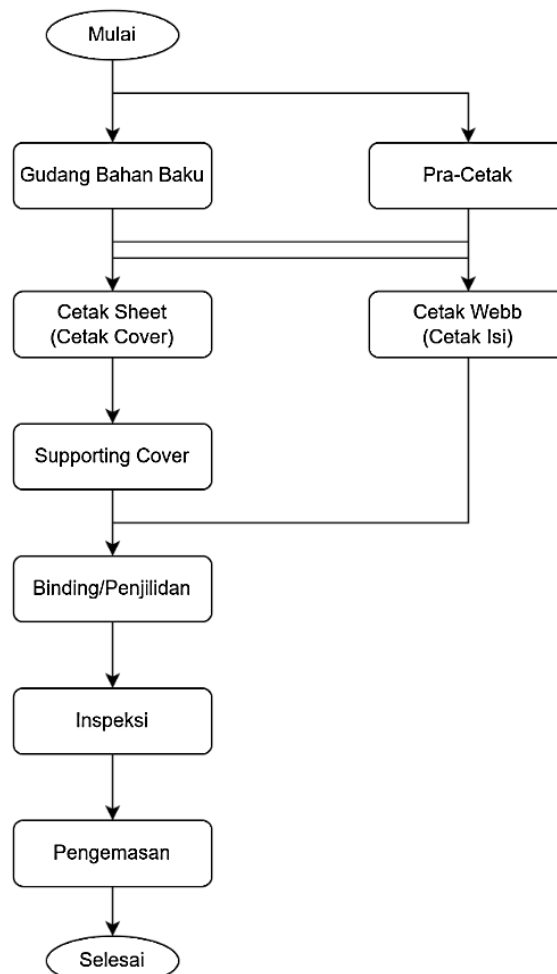 Mulai
Gudang Bahan Baku
Pra-Cetak
Cetak Sheet
(Cetak Cover)
Cetak Webb
(Cetak Isi)
Supporting Cover
Binding/Penjilidan
Inspeksi
Pengemasan
Selesai